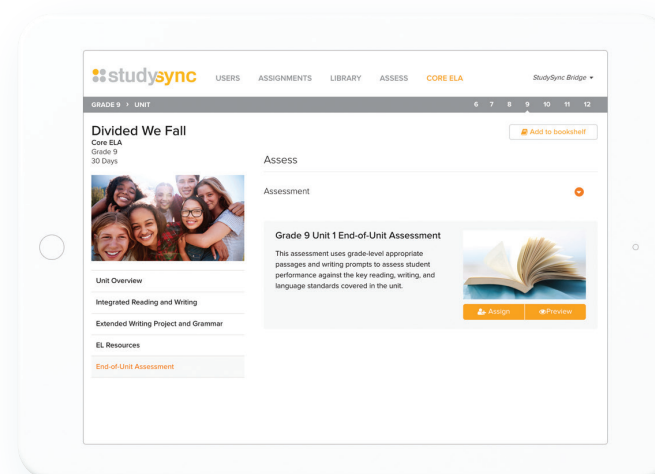 studysync
USERS ASSIGNMENTS LIBRARY ASSESS CORE ELA StudySync Bridge
GRADE 9 > UNIT 6 7 8 9 10 11 12
Divided We Fall
Core ELA
Grade 9
30 Days
Add to bookshelf
Assess
Assessment
Grade 9 Unit 1 End-of-Unit Assessment
This assessment uses grade-level appropriate
passages and writing prompts to assess student
performance against the key reading, writing, and
language standards covered in the unit.
Assign Preview
Unit Overview
Integrated Reading and Writing
Extended Writing Project and Grammar
EL Resources
End-of-Unit Assessment